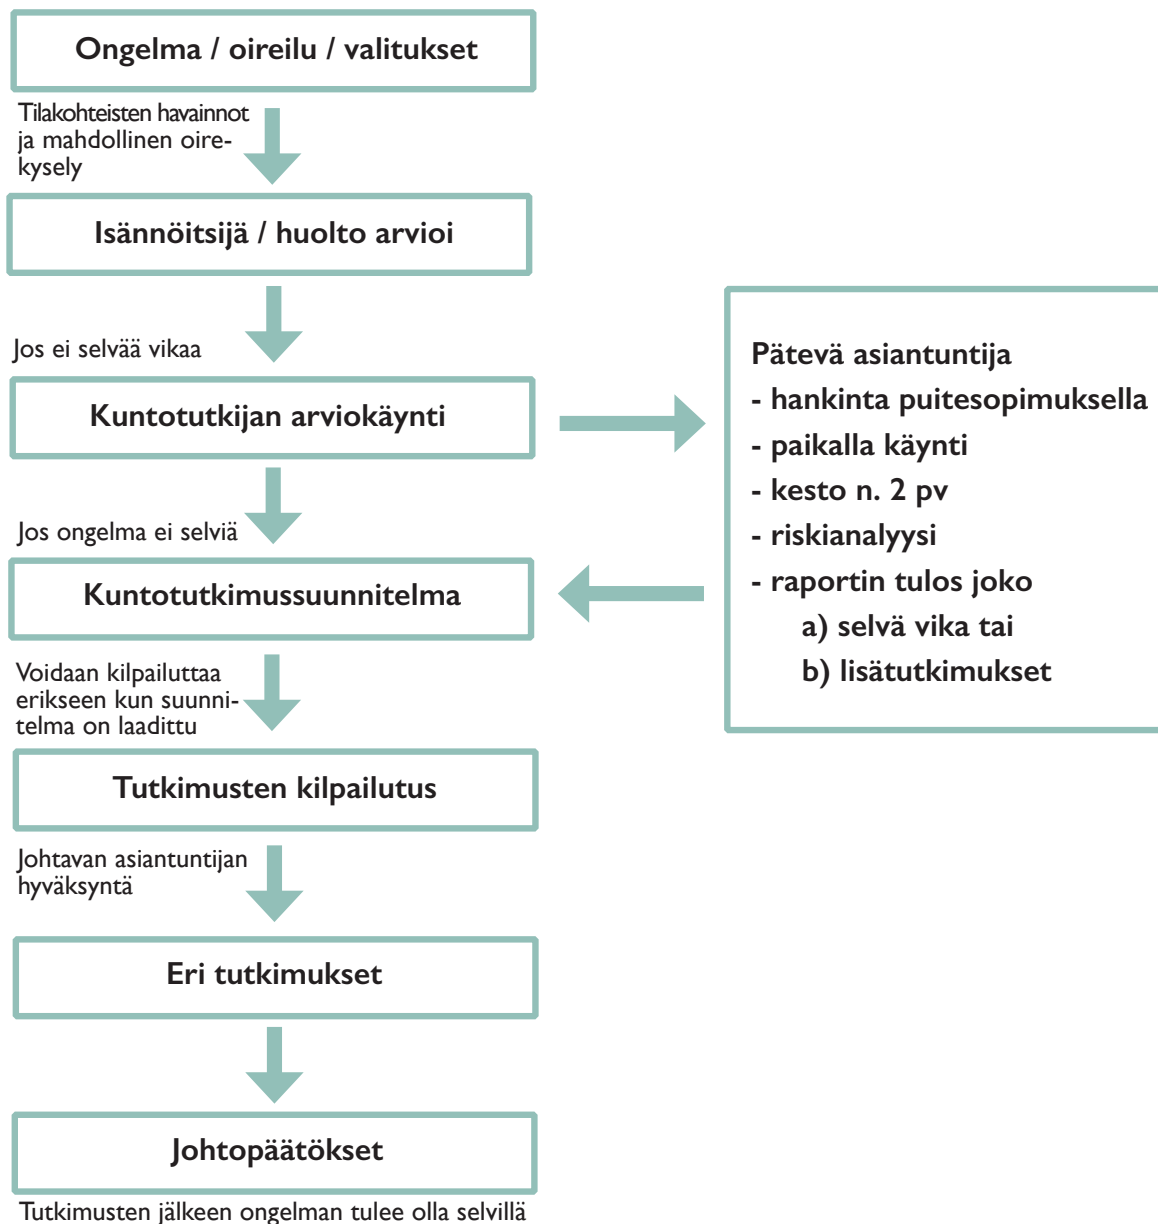 Ongelma / oireilu / valitukset
Tilakohteisten havainnot
ja mahdollinen oire-
kysely
Isännöitsijä / huolto arvioi
Jos ei selvää vikaa
Kuntotutkijan arviokäynti
Jos ongelma ei selviä
Kuntotutkimussuunnitelma
Voidaan kilpailuttaa
erikseen kun suunni-
telma on laadittu
Tutkimusten kilpailutus
Johtavan asiantuntijan
hyväksyntä
Eri tutkimukset
Johtopäätökset
Tutkimusten jälkeen ongelman tulee olla selvillä
Pätevä asiantuntija
- hankinta puitesopimuksella
- paikalla käynti
- kesto n. 2 pv
- riskianalyysi
- raportin tulos joko
a) selvä vika tai
b) lisätutkimukset